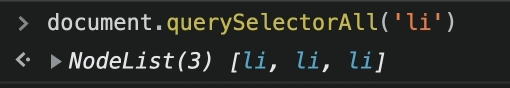 document.querySelectorAll('li')
NodeList(3) [li, li, li]